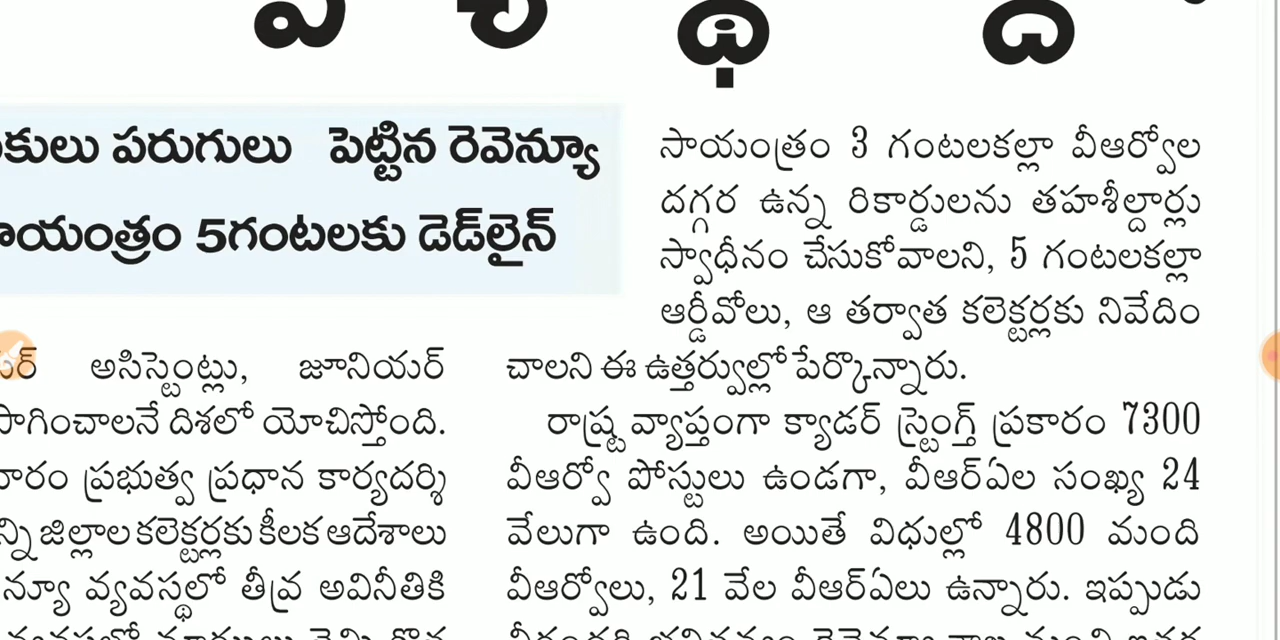 పరుగులు పెట్టిన రెవెన్యూ
5గంటలకు డెడ్‌లైన్
సాయంత్రం 3 గంటలకల్లా వీఆర్వోల
దగ్గర ఉన్న రికార్డులను తహశీల్దార్లు
స్వాధీనం చేసుకోవాలని, 5 గంటలకల్లా
ఆర్డీవోలు, ఆ తర్వాత కలెక్టర్లకు నివేదిం
చాలని ఈ ఉత్తర్వుల్లో పేర్కొన్నారు.
రాష్ట్ర వ్యాప్తంగా క్యాడర్ స్ట్రెంగ్త్ ప్రకారం 7300
వీఆర్వో పోస్టులు ఉండగా, వీఆర్ఏల సంఖ్య 24
వేలుగా ఉంది. అయితే విధుల్లో 4800 మంది
వీఆర్వోలు, 21 వేల వీఆర్ఏలు ఉన్నారు. ఇప్పుడు
అసిస్టెంట్లు, జూనియర్
దిశలో యోచిస్తోంది.
ప్రభుత్వ ప్రధాన కార్యదర్శి
జిల్లాల కలెక్టర్లకు కీలక ఆదేశాలు
వ్యవస్థలో తీవ్ర అవినీతికి